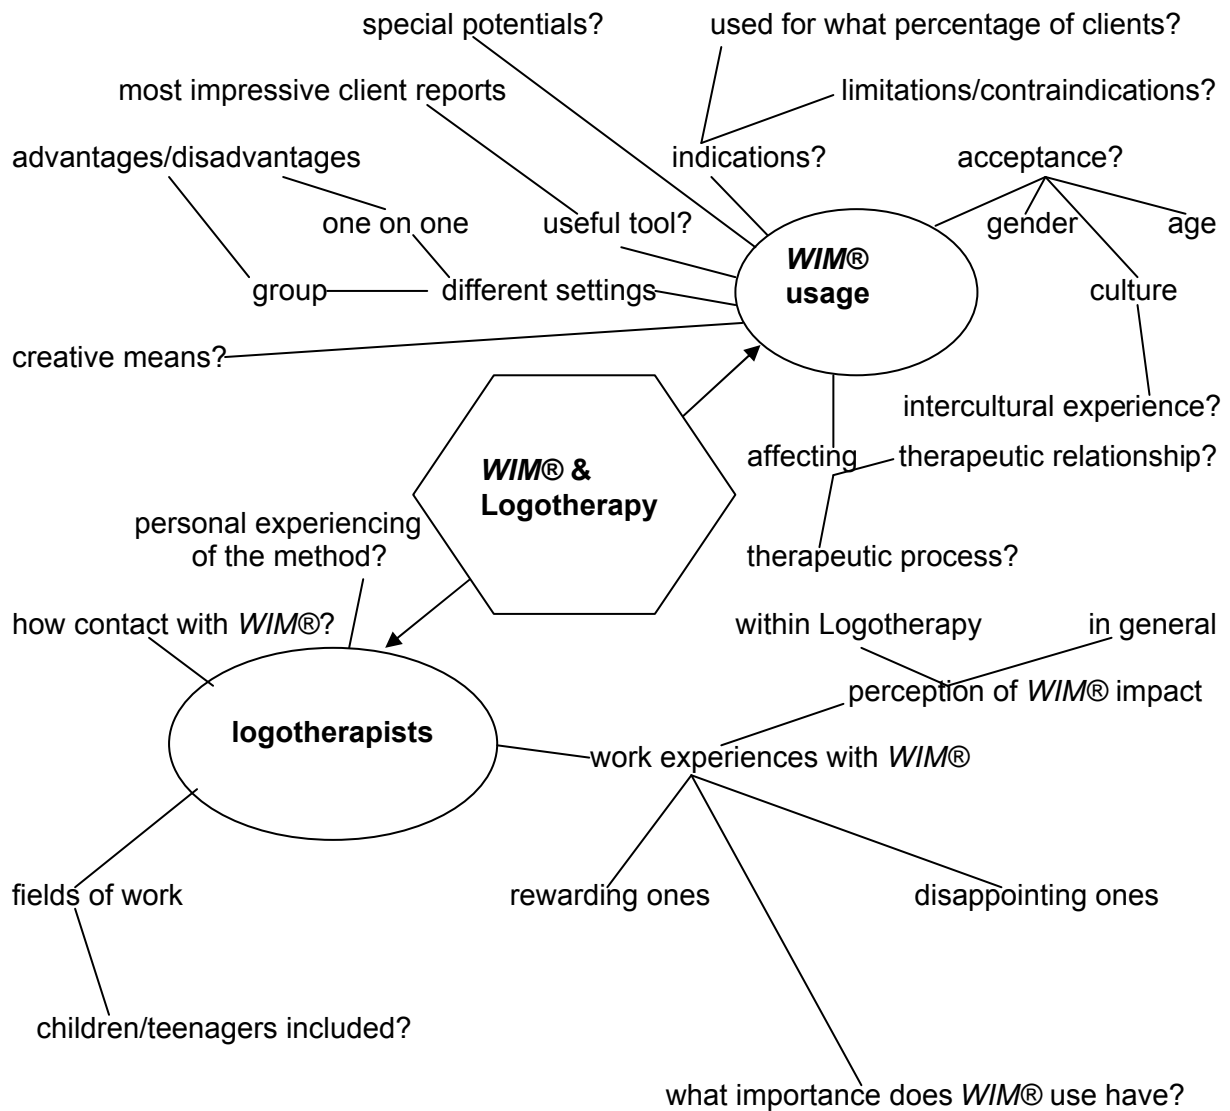 special potentials?
used for what percentage of clients?
most impressive client reports
limitations/contraindications?
advantages/disadvantages
indications?
acceptance?
one on one
useful tool?
gender
age
WIM®
usage
group
different settings
culture
creative means?
intercultural experience?
affecting
therapeutic relationship?
WIM® &
Logotherapy
personal experiencing
of the method?
therapeutic process?
how contact with WIM®?
within Logotherapy
in general
perception of WIM® impact
logotherapists
work experiences with WIM®
fields of work
rewarding ones
disappointing ones
children/teenagers included?
what importance does WIM® use have?